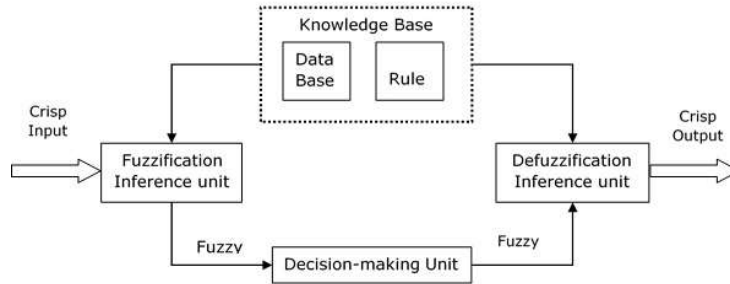 Knowledge Base
Data
Base
Rule
Crisp
Input
Crisp
Output
Fuzzification
Inference unit
Defuzzification
Inference unit
Fuzzy
Fuzzy
Decision-making Unit